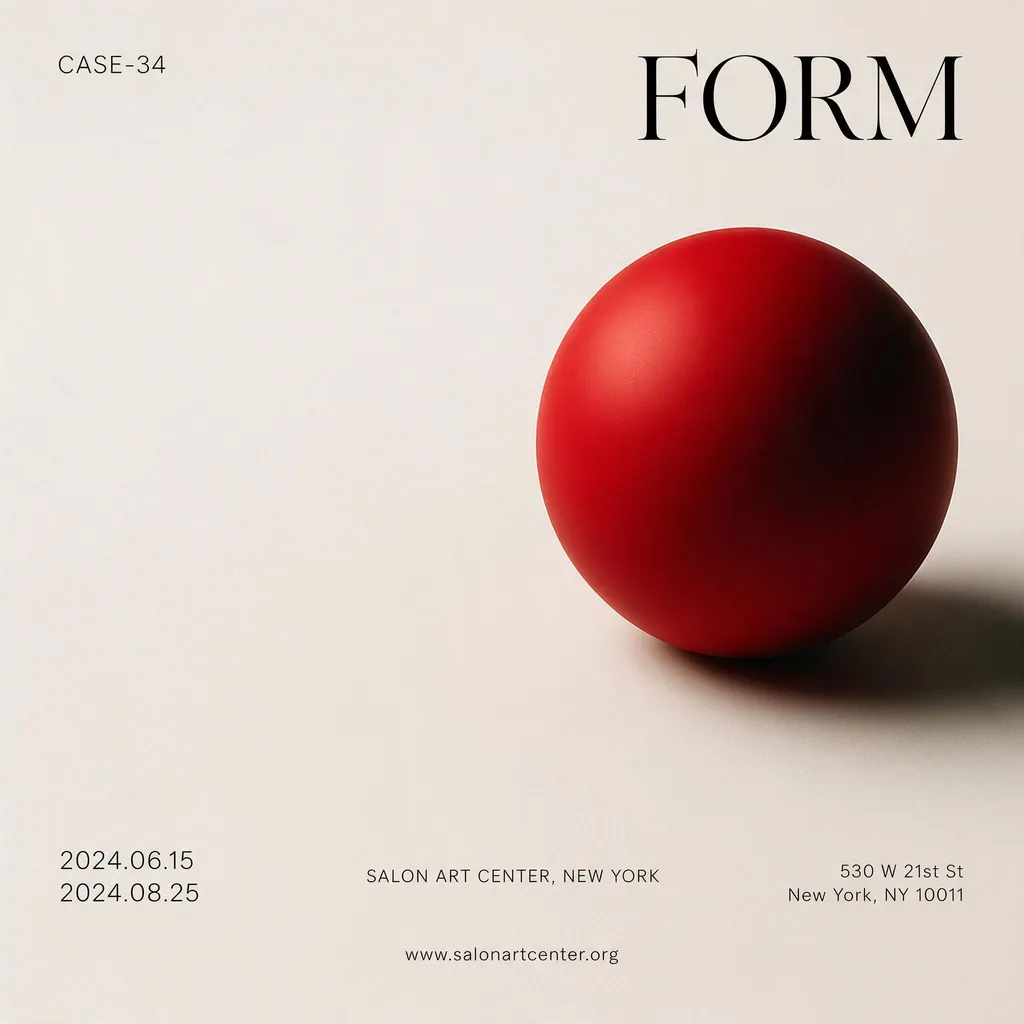 CASE-34
FORM
2024.06.15
2024.08.25
SALON ART CENTER, NEW YORK
530 W 21st St
New York, NY 10011
www.salonartcenter.org